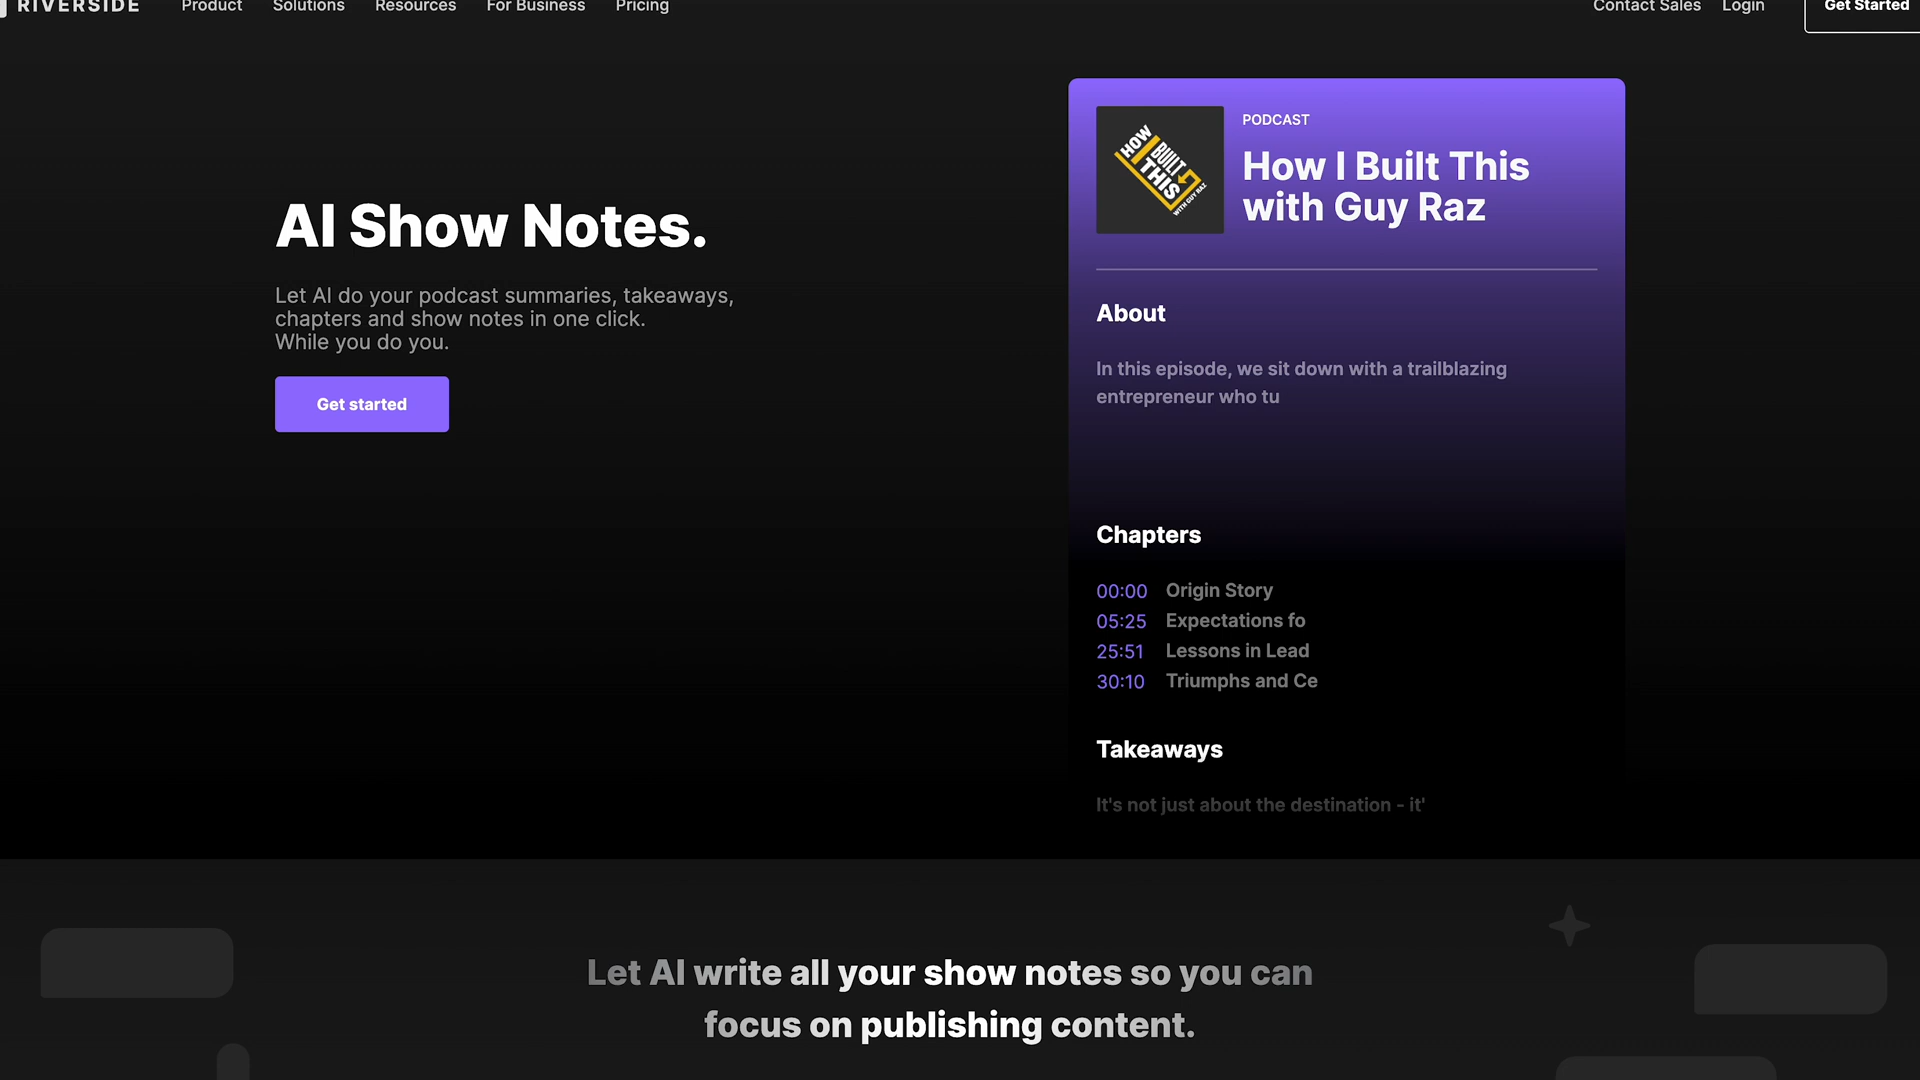 RIVERSIDE
Product
Solutions
Resources
For Business
Pricing
Contact Sales
Login
Get Started
AI Show Notes.
Let AI do your podcast summaries, takeaways,
chapters and show notes in one click.
While you do you.
Get started
HOW
I BUILT
THIS
WITH GUY RAZ
PODCAST
How I Built This
with Guy Raz
About
In this episode, we sit down with a trailblazing
entrepreneur who tu
Chapters
00:00 Origin Story
05:25 Expectations fo
25:51 Lessons in Lead
30:10 Triumphs and Ce
Takeaways
It's not just about the destination - it'
Let AI write all your show notes so you can
focus on publishing content.